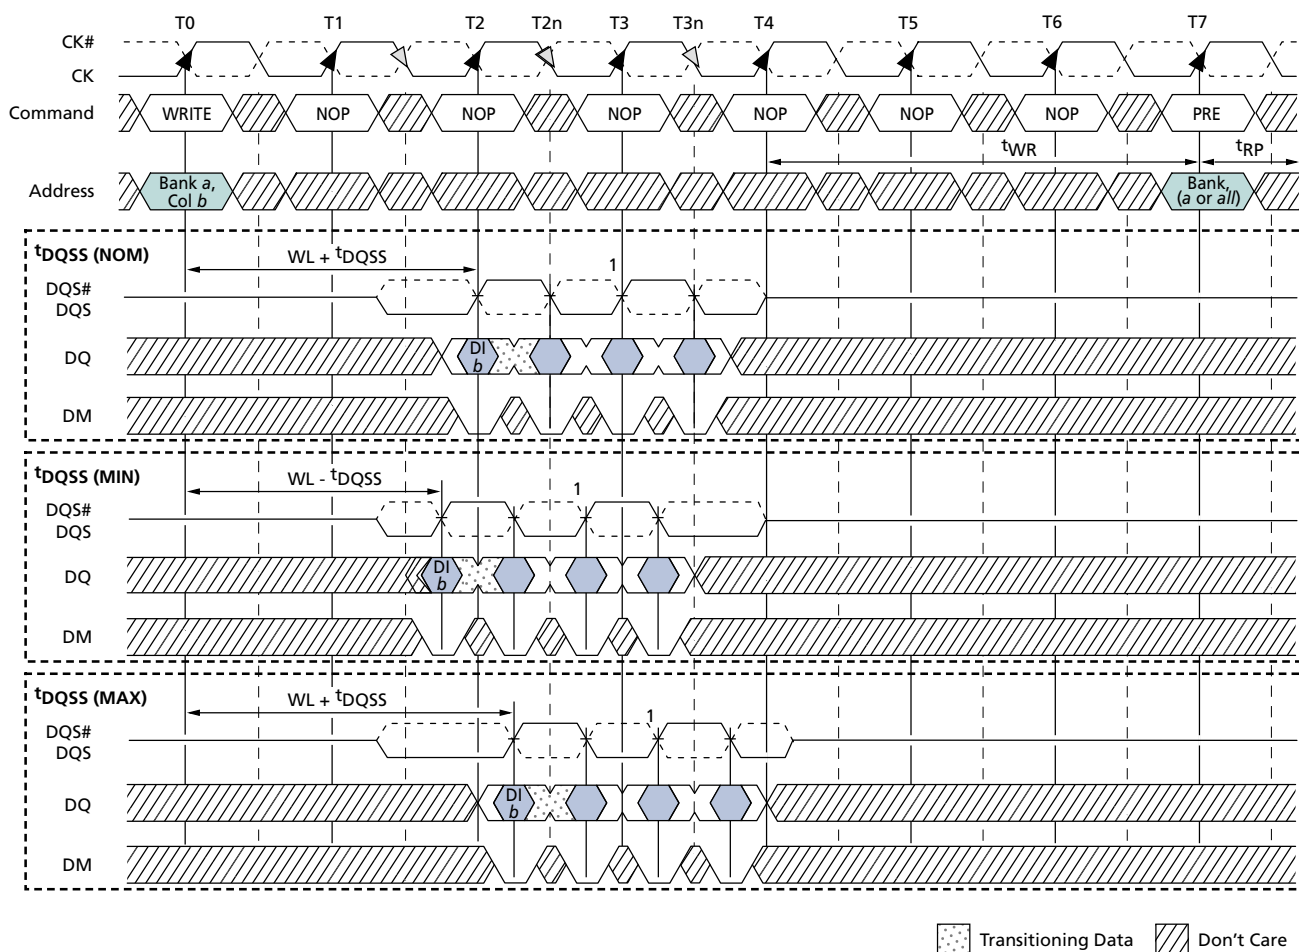 T0 T1 T2 T2n T3 T3n T4 T5 T6 T7
CK#
CK
Command WRITE NOP NOP NOP NOP NOP NOP PRE
tWR tRP
Address Bank a, Col b Bank, (a or all)
tDQSS (NOM)
WL + tDQSS
1
DQS#
DQS
DQ DI b
DM
tDQSS (MIN)
WL - tDQSS
1
DQS#
DQS
DQ DI b
DM
tDQSS (MAX)
WL + tDQSS
1
DQS#
DQS
DQ DI b
DM
Transitioning Data Don't Care